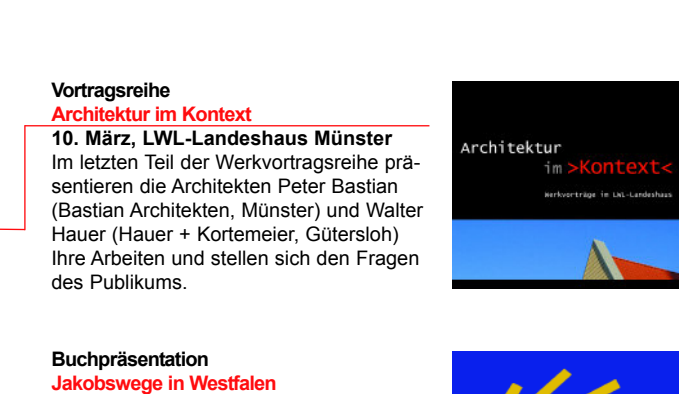 Vortragsreihe
Architektur im Kontext
10. März, LWL-Landeshaus Münster
Im letzten Teil der Werkvortragsreihe prä-
sentieren die Architekten Peter Bastian
(Bastian Architekten, Münster) und Walter
Hauer (Hauer + Kortemeier, Gütersloh)
Ihre Arbeiten und stellen sich den Fragen
des Publikums.
Architektur
im >Kontext<
Werkvorträge im LWL-Landeshaus
Buchpräsentation
Jakobswege in Westfalen